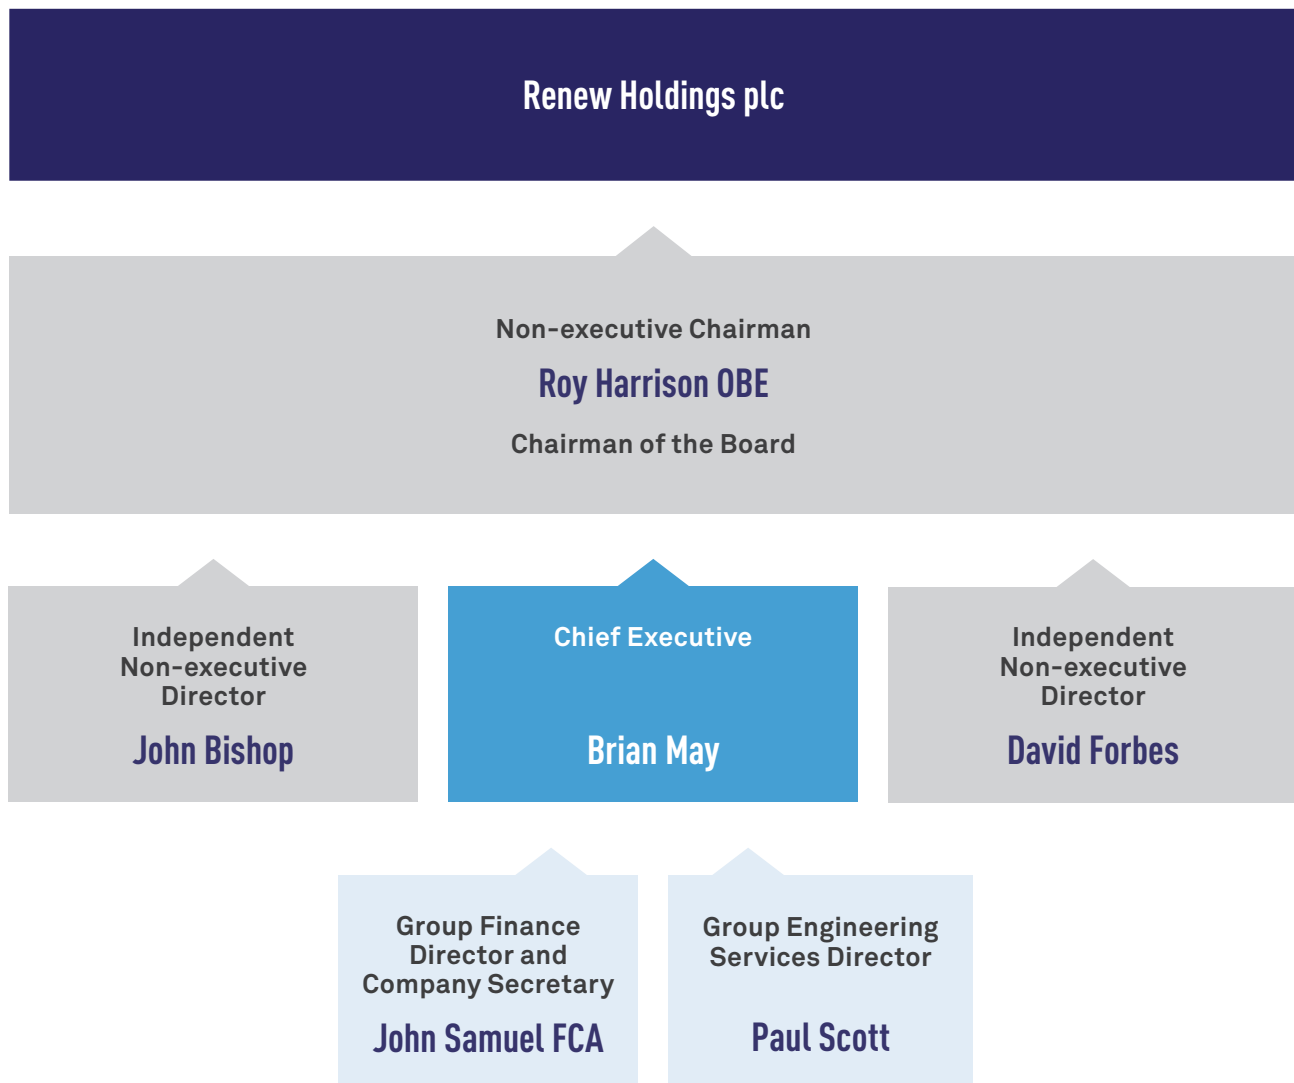 Renew Holdings plc
Non-executive Chairman
Roy Harrison OBE
Chairman of the Board
Independent
Non-executive
Director
John Bishop
Chief Executive
Brian May
Independent
Non-executive
Director
David Forbes
Group Finance
Director and
Company Secretary
John Samuel FCA
Group Engineering
Services Director
Paul Scott